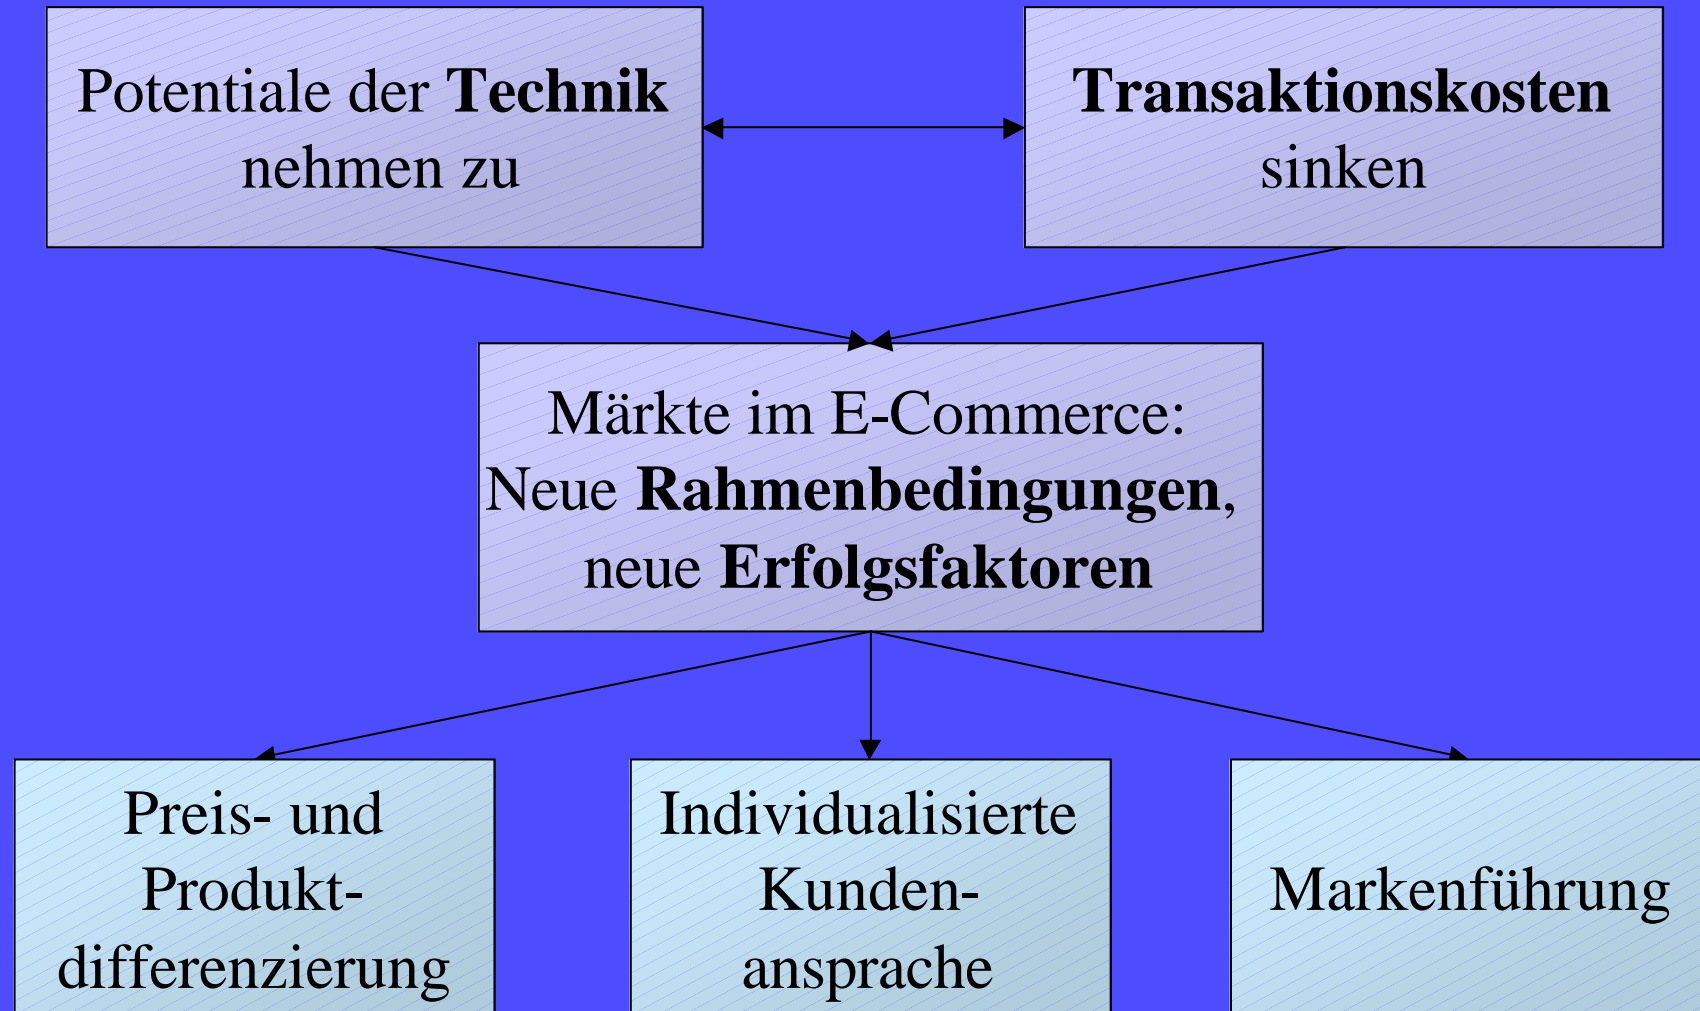 Potentiale der Technik
nehmen zu
Transaktionskosten
sinken
Märkte im E-Commerce:
Neue Rahmenbedingungen,
neue Erfolgsfaktoren
Preis- und
Produkt-
differenzierung
Individualisierte
Kunden-
ansprache
Markenführung